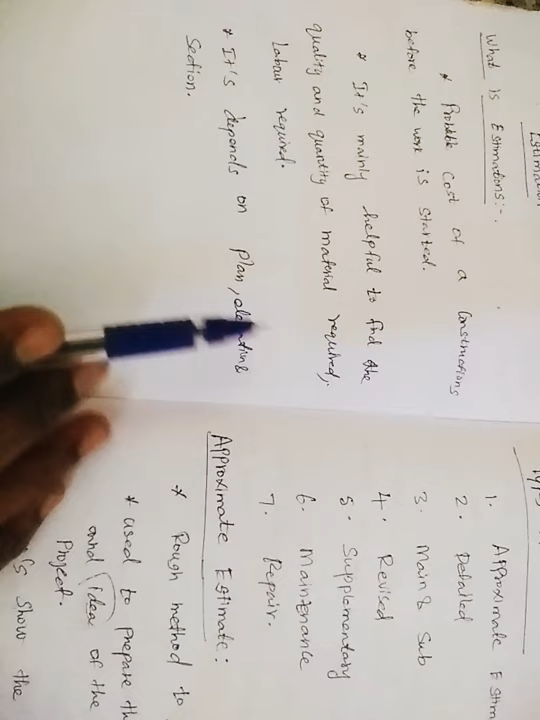 Estimation
What is Estimations:-
* Probable cost of a Constructions
before the work is started.
* It's mainly helpful to find the
quality and quantity of material required,
Labour required.
* It's depends on Plan, &
Section.
1. Approximate
2. Detailed
3. Main & Sub
4. Revised
5. Supplementary
6. Maintenance
7. Repair.
Approximate Estimate:
* Rough method to
* used to prepare
and idea of the
Project.
show the